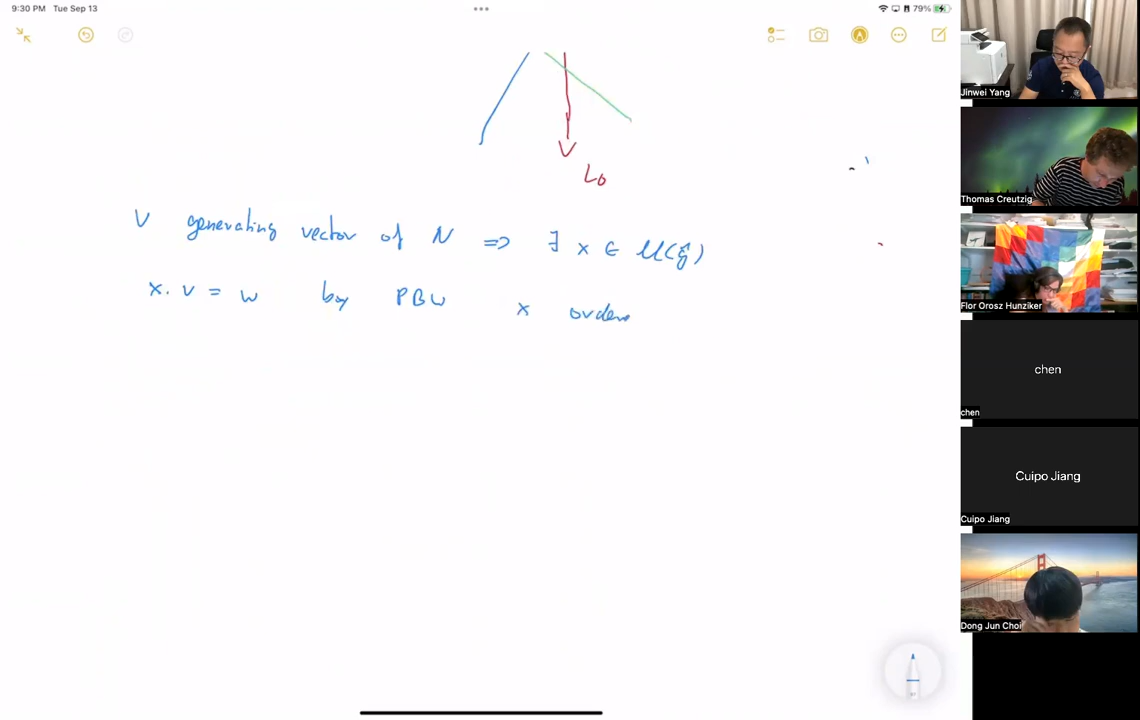 9:30 PM Tue Sep 13
79%
L0
V generating vector of N => ∃ x ∈ U(ĝ)
x. v = w by PBW x ordere
Jinwei Yang
Thomas Creutzig
Flor Orosz Hunziker
chen
chen
Cuipo Jiang
Cuipo Jiang
Dong Jun Choi